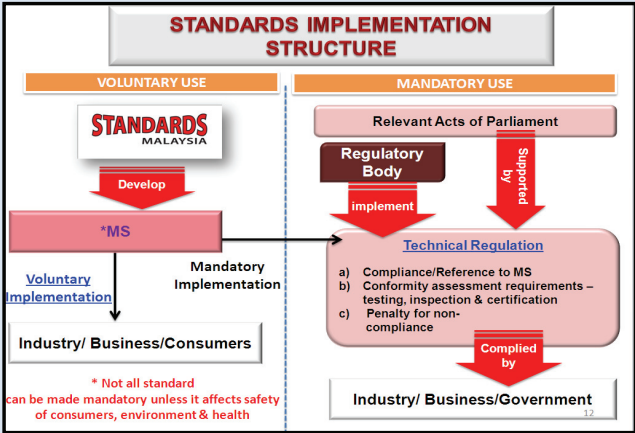 STANDARDS IMPLEMENTATION
STRUCTURE
VOLUNTARY USE
STANDARDS
MALAYSIA
Develop
*MS
Voluntary
Implementation
Mandatory
Implementation
Industry/ Business/Consumers
* Not all standard
can be made mandatory unless it affects safety
of consumers, environment & health
MANDATORY USE
Relevant Acts of Parliament
Regulatory
Body
implement
Supported
by
Technical Regulation
a) Compliance/Reference to MS
b) Conformity assessment requirements –
testing, inspection & certification
c) Penalty for non-
compliance
Complied
by
Industry/ Business/Government
12